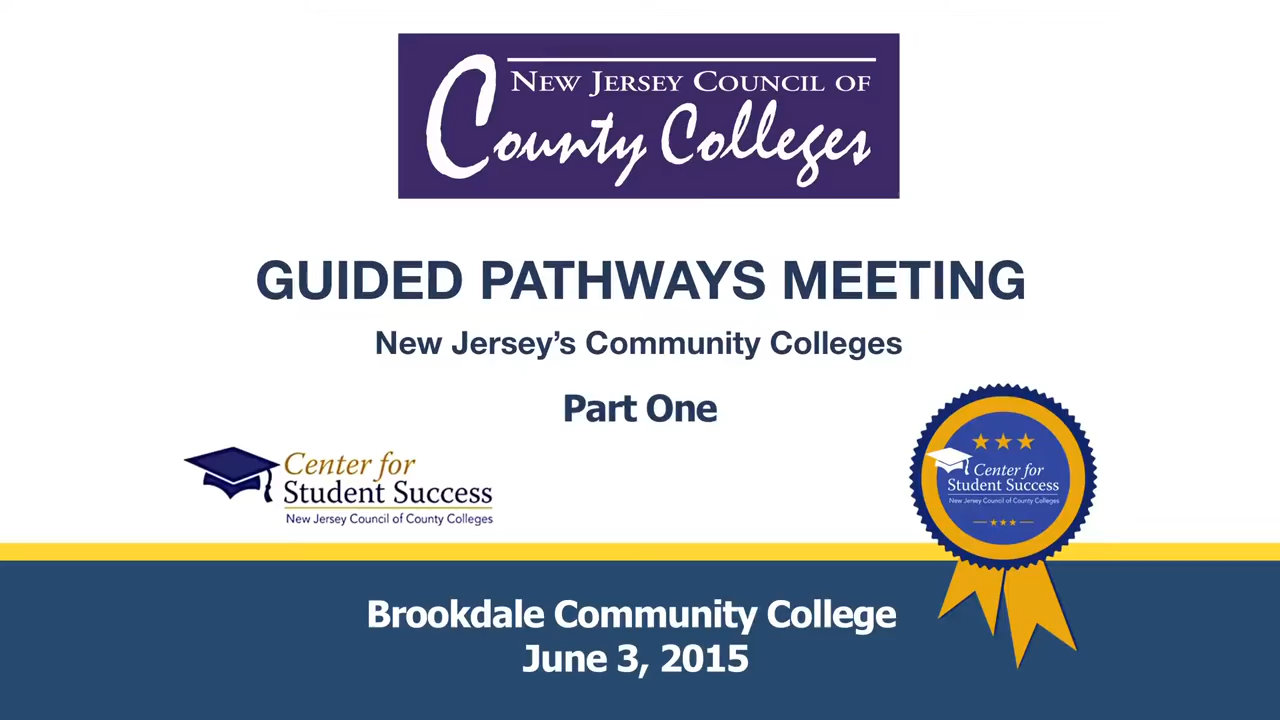 NEW JERSEY COUNCIL OF
County Colleges
GUIDED PATHWAYS MEETING
New Jersey’s Community Colleges
Part One
Center for
Student Success
New Jersey Council of County Colleges
Center for
Student Success
New Jersey Council of County Colleges
Brookdale Community College
June 3, 2015